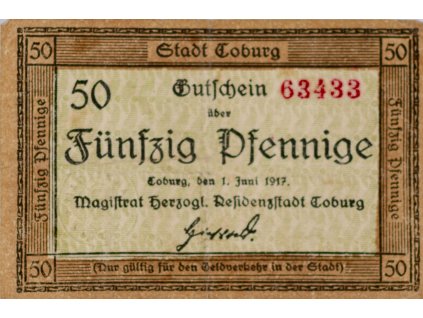 50 Stadt Coburg 50
50 Gutschein 63433
über
Fünfzig Pfennige
Coburg, den 1. Juni 1917.
Magistrat Herzogl. Residenzstadt Coburg
Fünfzig Pfennige
Fünfzig Pfennige
50 (Nur gültig für den Geldverkehr in der Stadt) 50